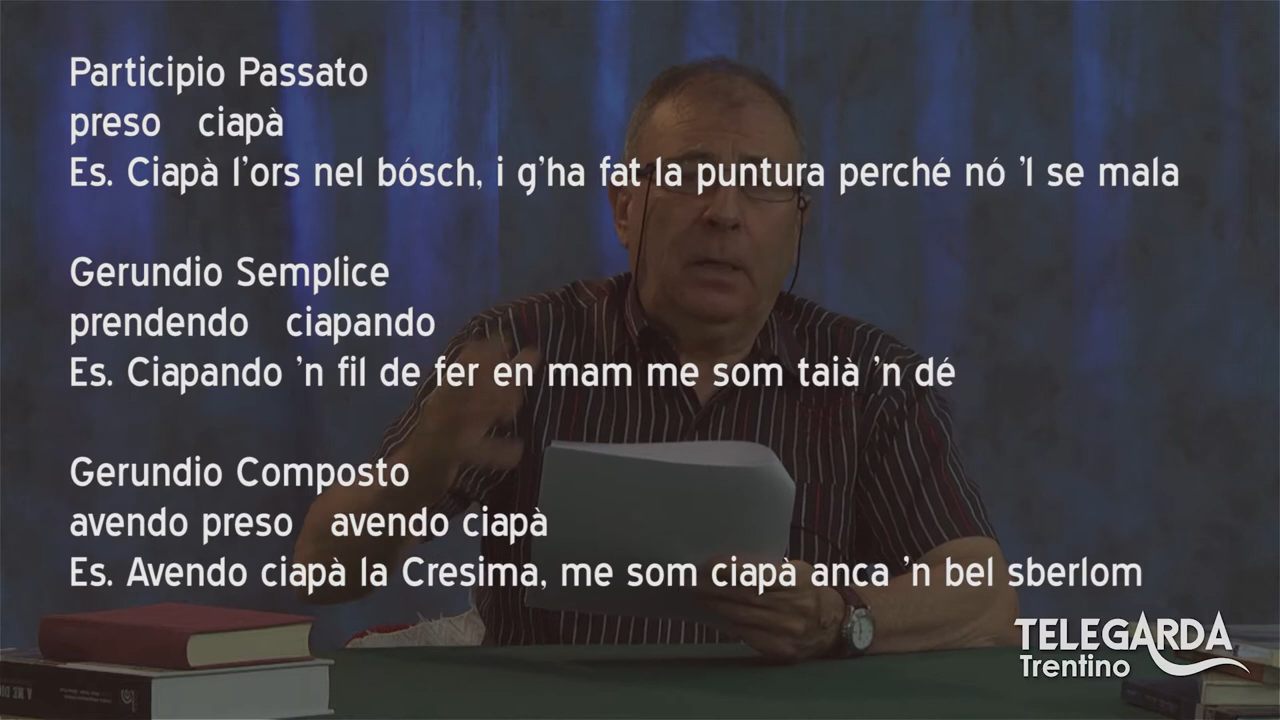 Participio Passato
preso ciapà
Es. Ciapà l'ors nel bósch, i g'ha fat la puntura perché nó 'l se mala
Gerundio Semplice
prendendo ciapando
Es. Ciapando 'n fil de fer en mam me som taià 'n dé
Gerundio Composto
avendo preso avendo ciapà
Es. Avendo ciapà la Cresima, me som ciapà anca 'n bel sberlom
TELEGARDA
Trentino